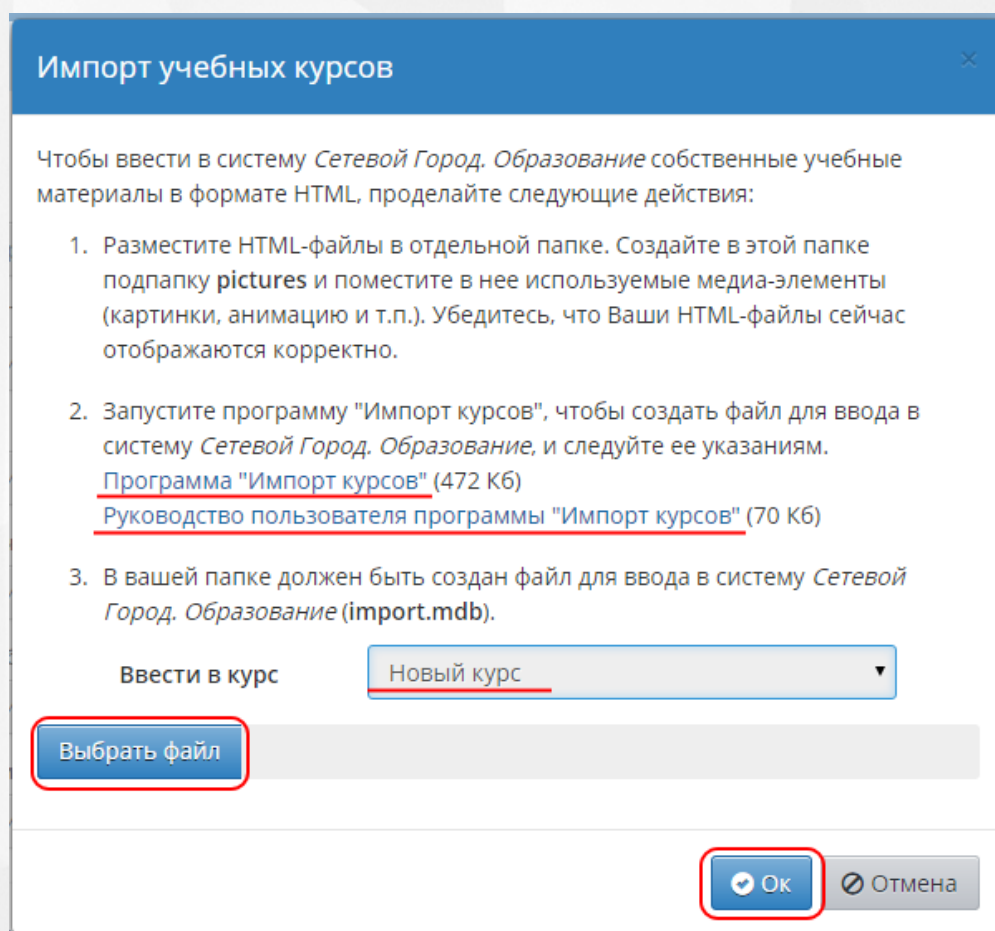 Импорт учебных курсов
×
Чтобы ввести в систему Сетевой Город. Образование собственные учебные
материалы в формате HTML, проделайте следующие действия:
1. Разместите HTML-файлы в отдельной папке. Создайте в этой папке
подпапку pictures и поместите в нее используемые медиа-элементы
(картинки, анимацию и т.п.). Убедитесь, что Ваши HTML-файлы сейчас
отображаются корректно.
2. Запустите программу "Импорт курсов", чтобы создать файл для ввода в
систему Сетевой Город. Образование, и следуйте ее указаниям.
Программа "Импорт курсов" (472 Кб)
Руководство пользователя программы "Импорт курсов" (70 Кб)
3. В вашей папке должен быть создан файл для ввода в систему Сетевой
Город. Образование (import.mdb).
Ввести в курс Новый курс
Выбрать файл
Ок Отмена